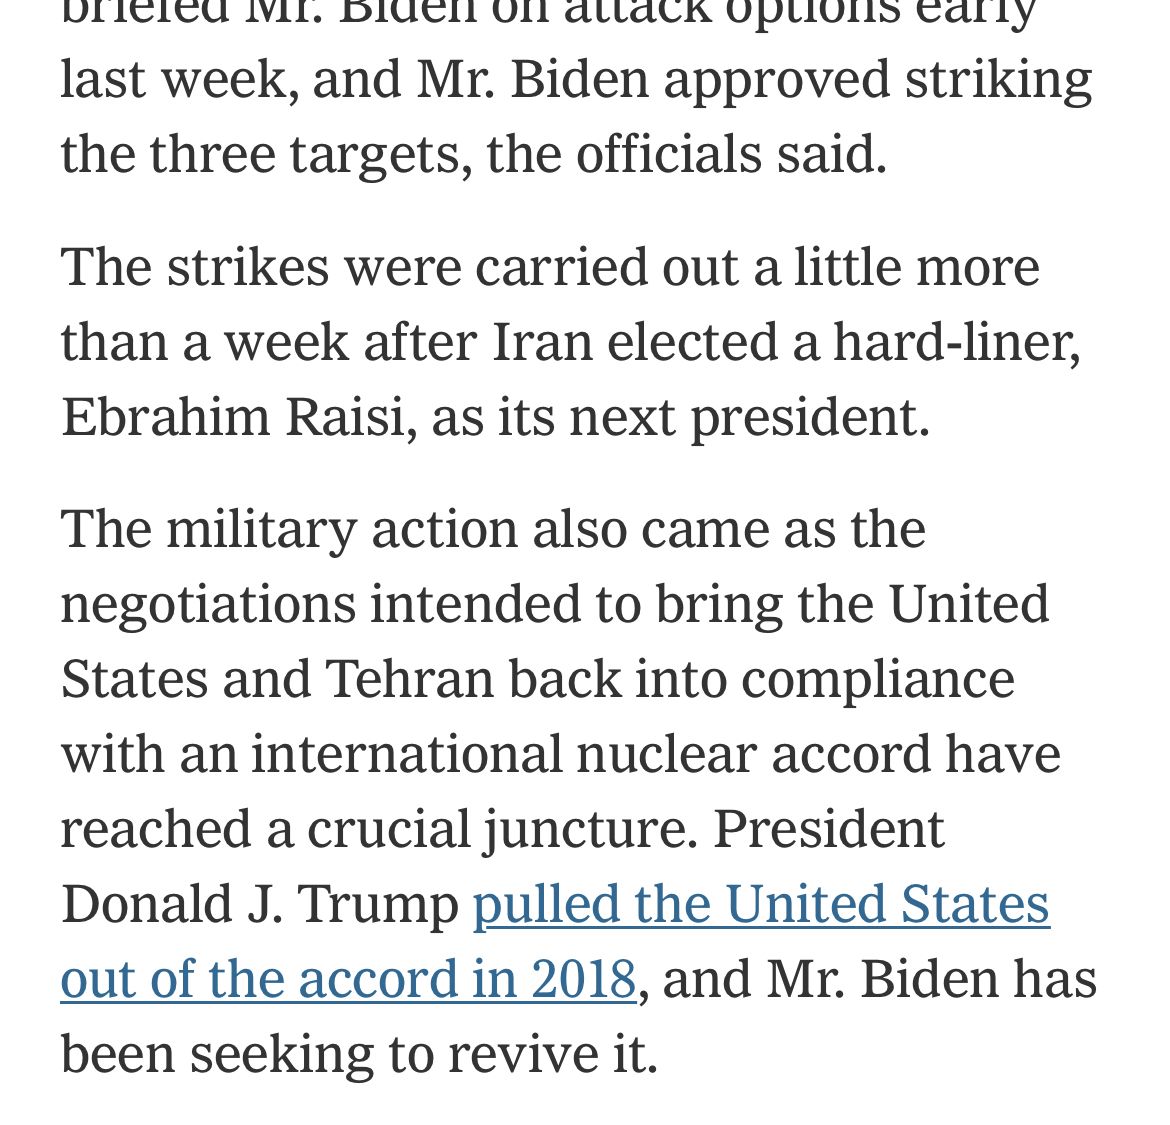 briefed Mr. Biden on attack options early
last week, and Mr. Biden approved striking
the three targets, the officials said.
The strikes were carried out a little more
than a week after Iran elected a hard-liner,
Ebrahim Raisi, as its next president.
The military action also came as the
negotiations intended to bring the United
States and Tehran back into compliance
with an international nuclear accord have
reached a crucial juncture. President
Donald J. Trump pulled the United States
out of the accord in 2018, and Mr. Biden has
been seeking to revive it.